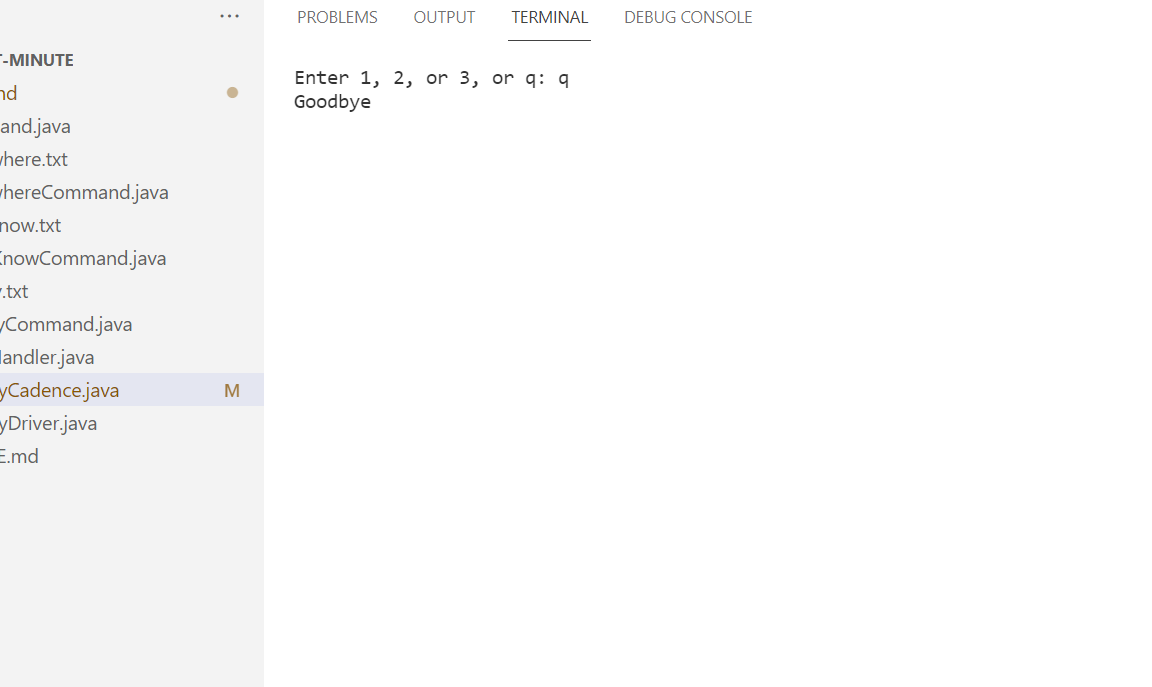 ...
T-MINUTE
nd
and.java
where.txt
whereCommand.java
now.txt
KnowCommand.java
y.txt
yCommand.java
Handler.java
yCadence.java M
yDriver.java
E.md
PROBLEMS OUTPUT TERMINAL DEBUG CONSOLE
Enter 1, 2, or 3, or q: q
Goodbye